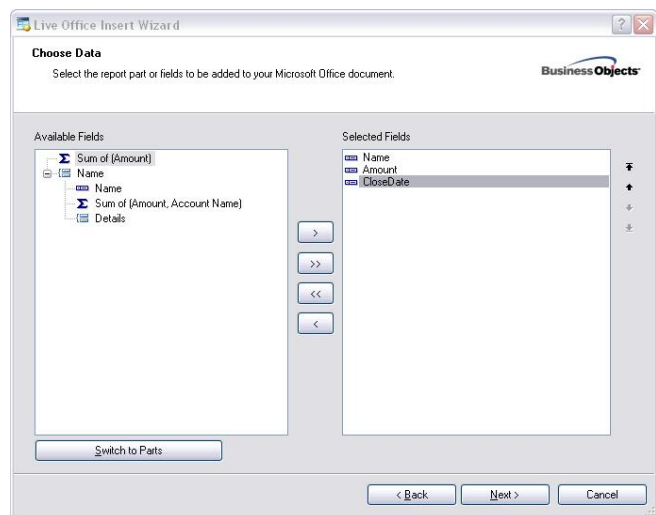 Live Office Insert Wizard
Choose Data
Select the report part or fields to be added to your Microsoft Office document.
Business Objects
Available Fields
Sum of (Amount)
Name
Name
Sum of (Amount, Account Name)
Details
Selected Fields
Name
Amount
CloseDate
>
>>
<<
<
Switch to Parts
< Back
Next >
Cancel